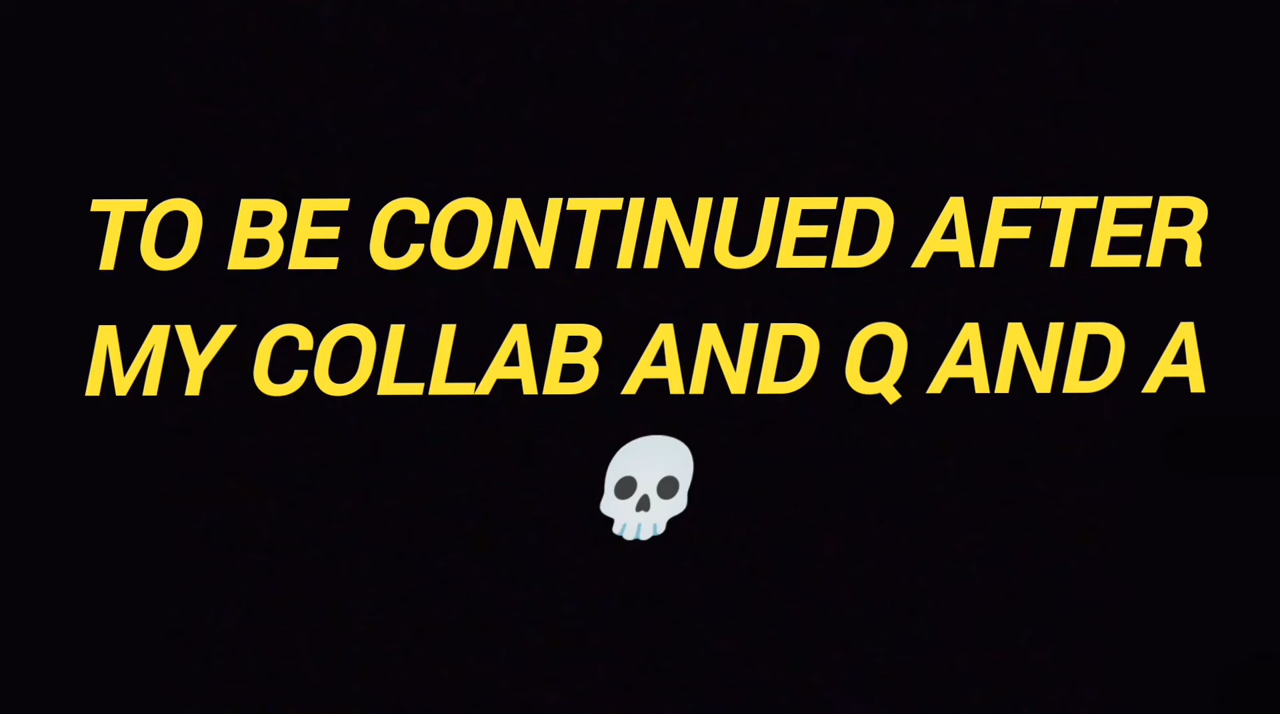 TO BE CONTINUED AFTER
MY COLLAB AND Q AND A
💀